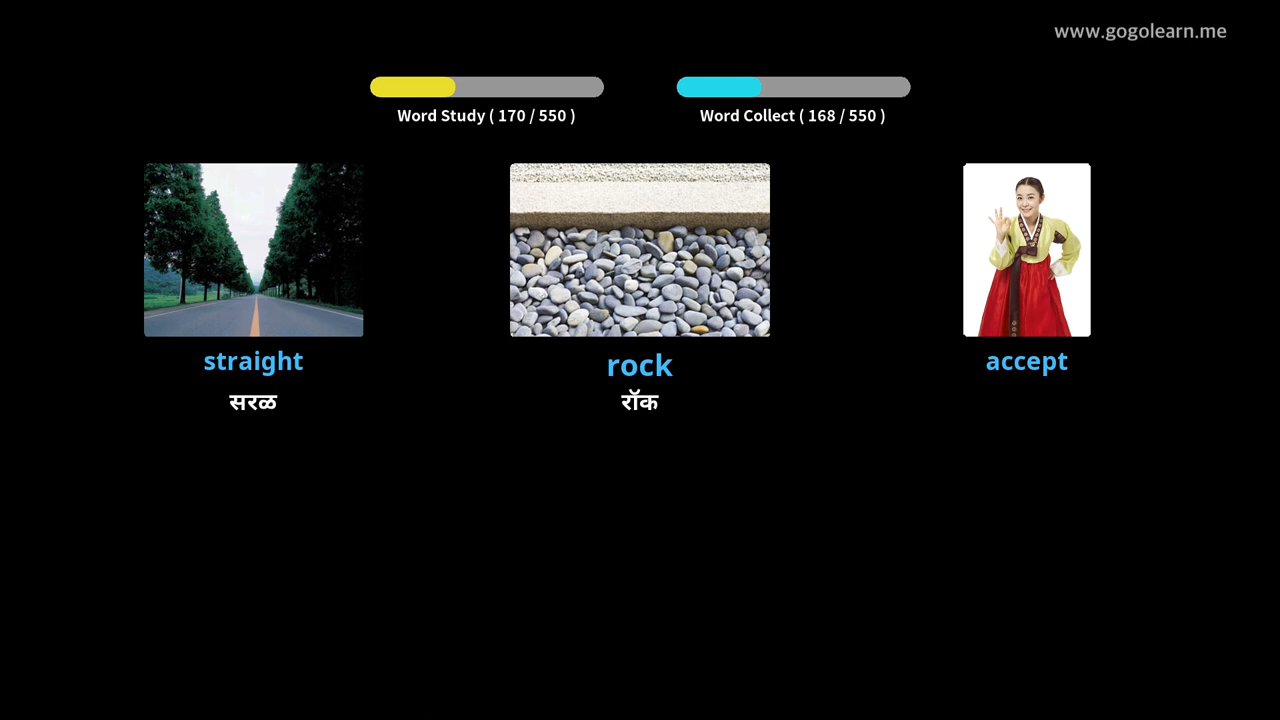 www.gogolearn.me
Word Study ( 170 / 550 )
Word Collect ( 168 / 550 )
straight
rock
accept
सरळ
रॉक